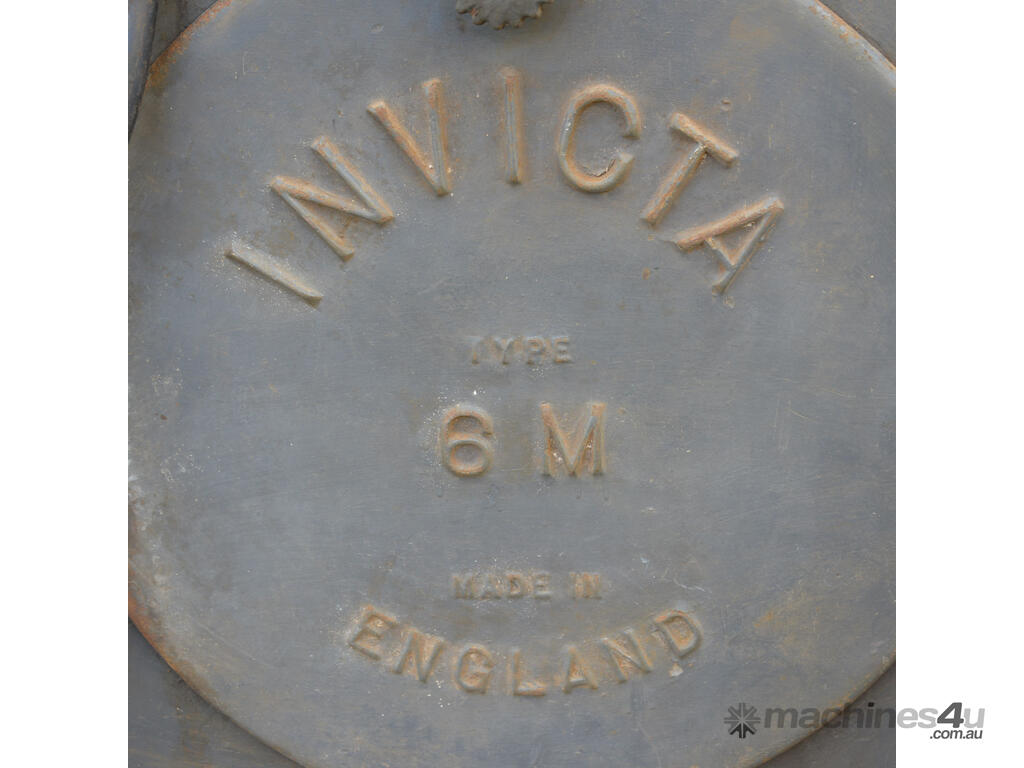 INVICTA
TYPE
6 M
MADE IN
ENGLAND
machines4u
.com.au